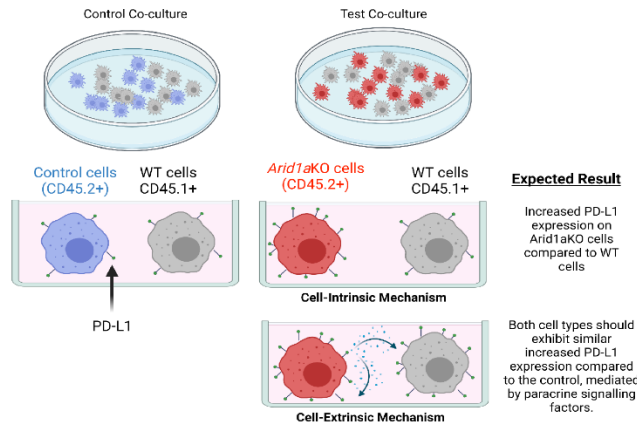 Control Co-culture
Test Co-culture
Control cells
(CD45.2+)
WT cells
CD45.1+
Arid1aKO cells
(CD45.2+)
WT cells
CD45.1+
Expected Result
PD-L1
Cell-Intrinsic Mechanism
Increased PD-L1
expression on
Arid1aKO cells
compared to WT
cells
Cell-Extrinsic Mechanism
Both cell types should
exhibit similar
increased PD-L1
expression compared
to the control, mediated
by paracrine signalling
factors.